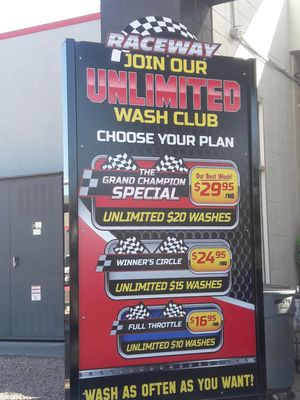 RACEWAY
JOIN OUR
UNLIMITED
WASH CLUB
CHOOSE YOUR PLAN
THE
GRAND CHAMPION
SPECIAL
Our Best Wash!
$29.95/MO
UNLIMITED $20 WASHES
WINNER'S CIRCLE
$24.95/MO
UNLIMITED $15 WASHES
FULL THROTTLE
$16.95/MO
UNLIMITED $10 WASHES
WASH AS OFTEN AS YOU WANT!